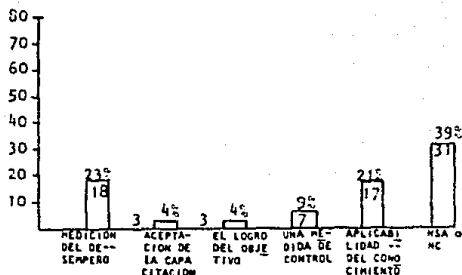 80
70
60
50
40
30
20
10
23%
18
3
4%
3
4%
9%
7
21%
17
39%
31
MEDICION
DEL DE--
SEMPERO
ACEPTA-
CION DE
LA CAPA
CITACIÓN
EL LOGRO
DEL OBJE
TIVO
UNA ME-
DIDA DE
CONTROL
APLICABI
LIDAD --
DEL CONO
CIMIENTO
NSA o
NC